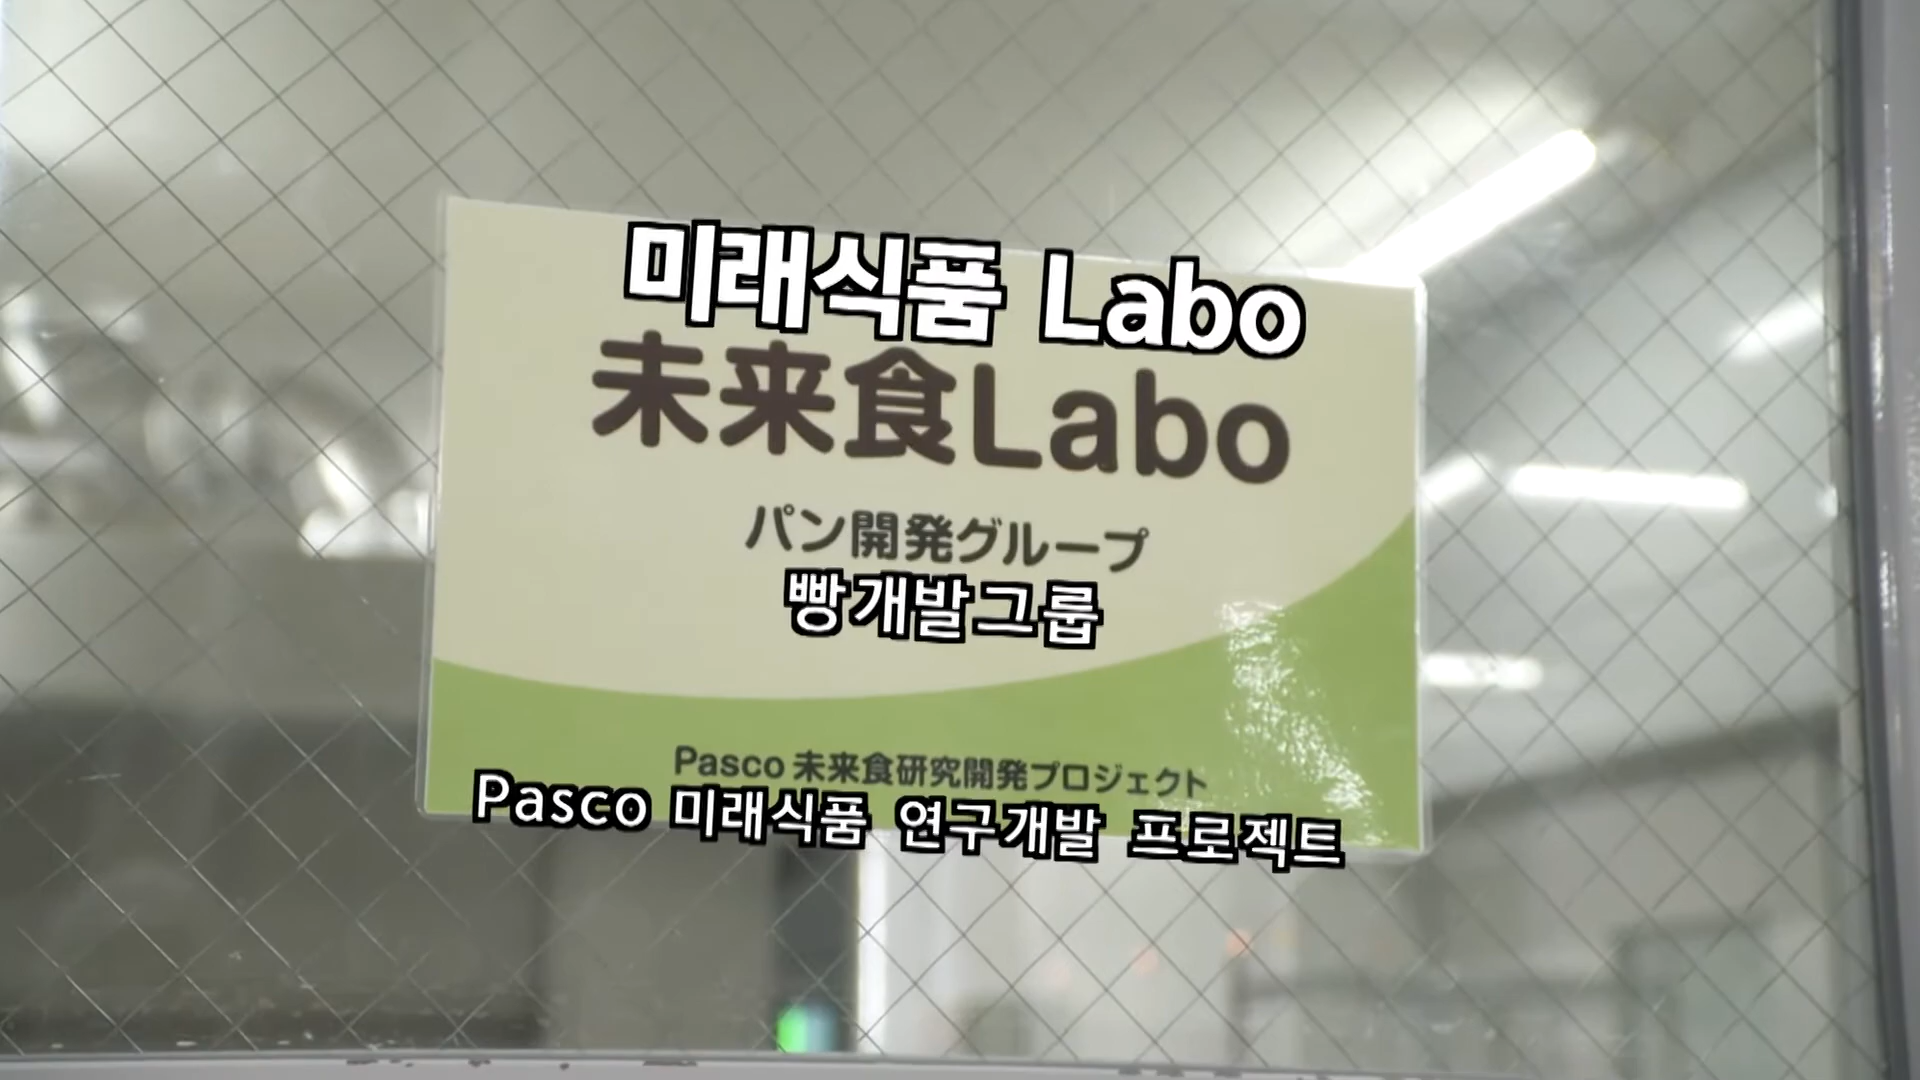 미래식품 Labo
未来食Labo
パン開発グループ
빵개발그룹
Pasco 未来食研究開発プロジェクト
Pasco 미래식품 연구개발 프로젝트